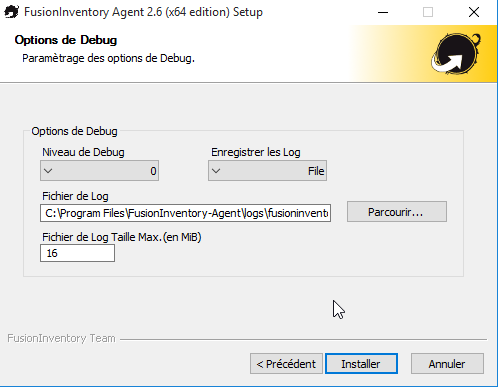 FusionInventory Agent 2.6 (x64 edition) Setup
Options de Debug
Paramètrage des options de Debug.
Options de Debug
Niveau de Debug
Enregistrer les Log
0
File
Fichier de Log
C:\Program Files\FusionInventory-Agent\logs\fusioninvent
Parcourir...
Fichier de Log Taille Max.(en MiB)
16
FusionInventory Team
< Précédent
Installer
Annuler